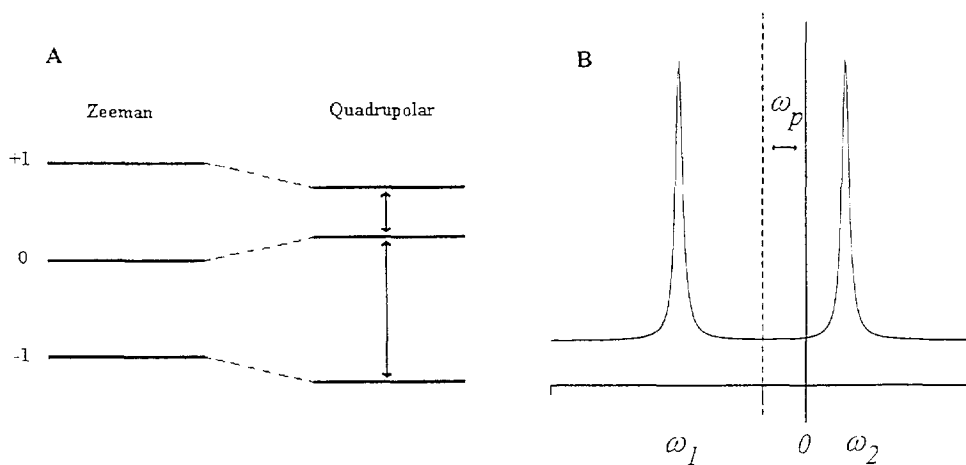 A
Zeeman
Quadrupolar
+1
0
-1
B
ω_p
ω_1
0
ω_2